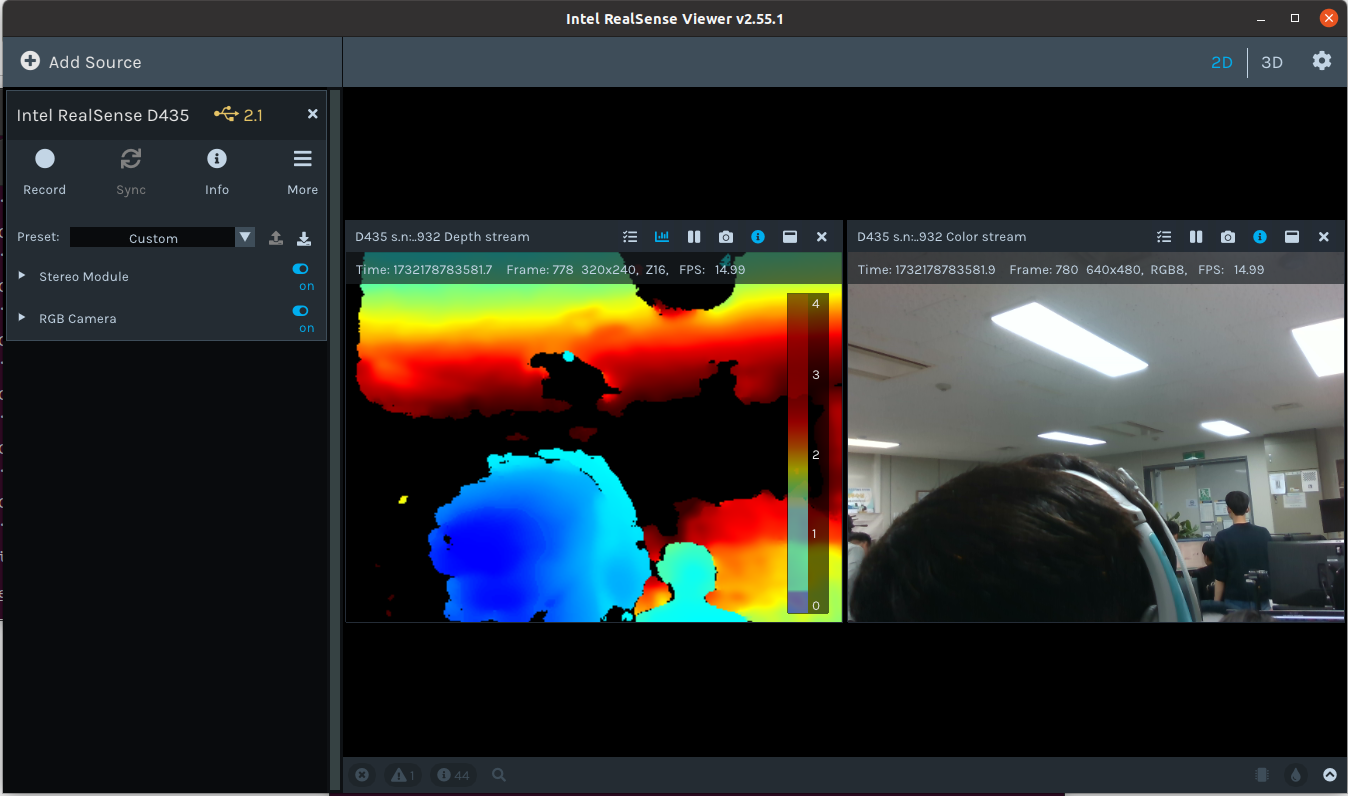 Intel RealSense Viewer v2.55.1
Add Source
2D
3D
Intel RealSense D435
2.1
Record
Sync
Info
More
Preset:
Custom
Stereo Module
on
RGB Camera
on
D435 s.n:..932 Depth stream
Time: 1732178783581.7 Frame: 778 320x240, Z16, FPS: 14.99
4
3
2
1
0
D435 s.n:..932 Color stream
Time: 1732178783581.9 Frame: 780 640x480, RGB8, FPS: 14.99
1
44